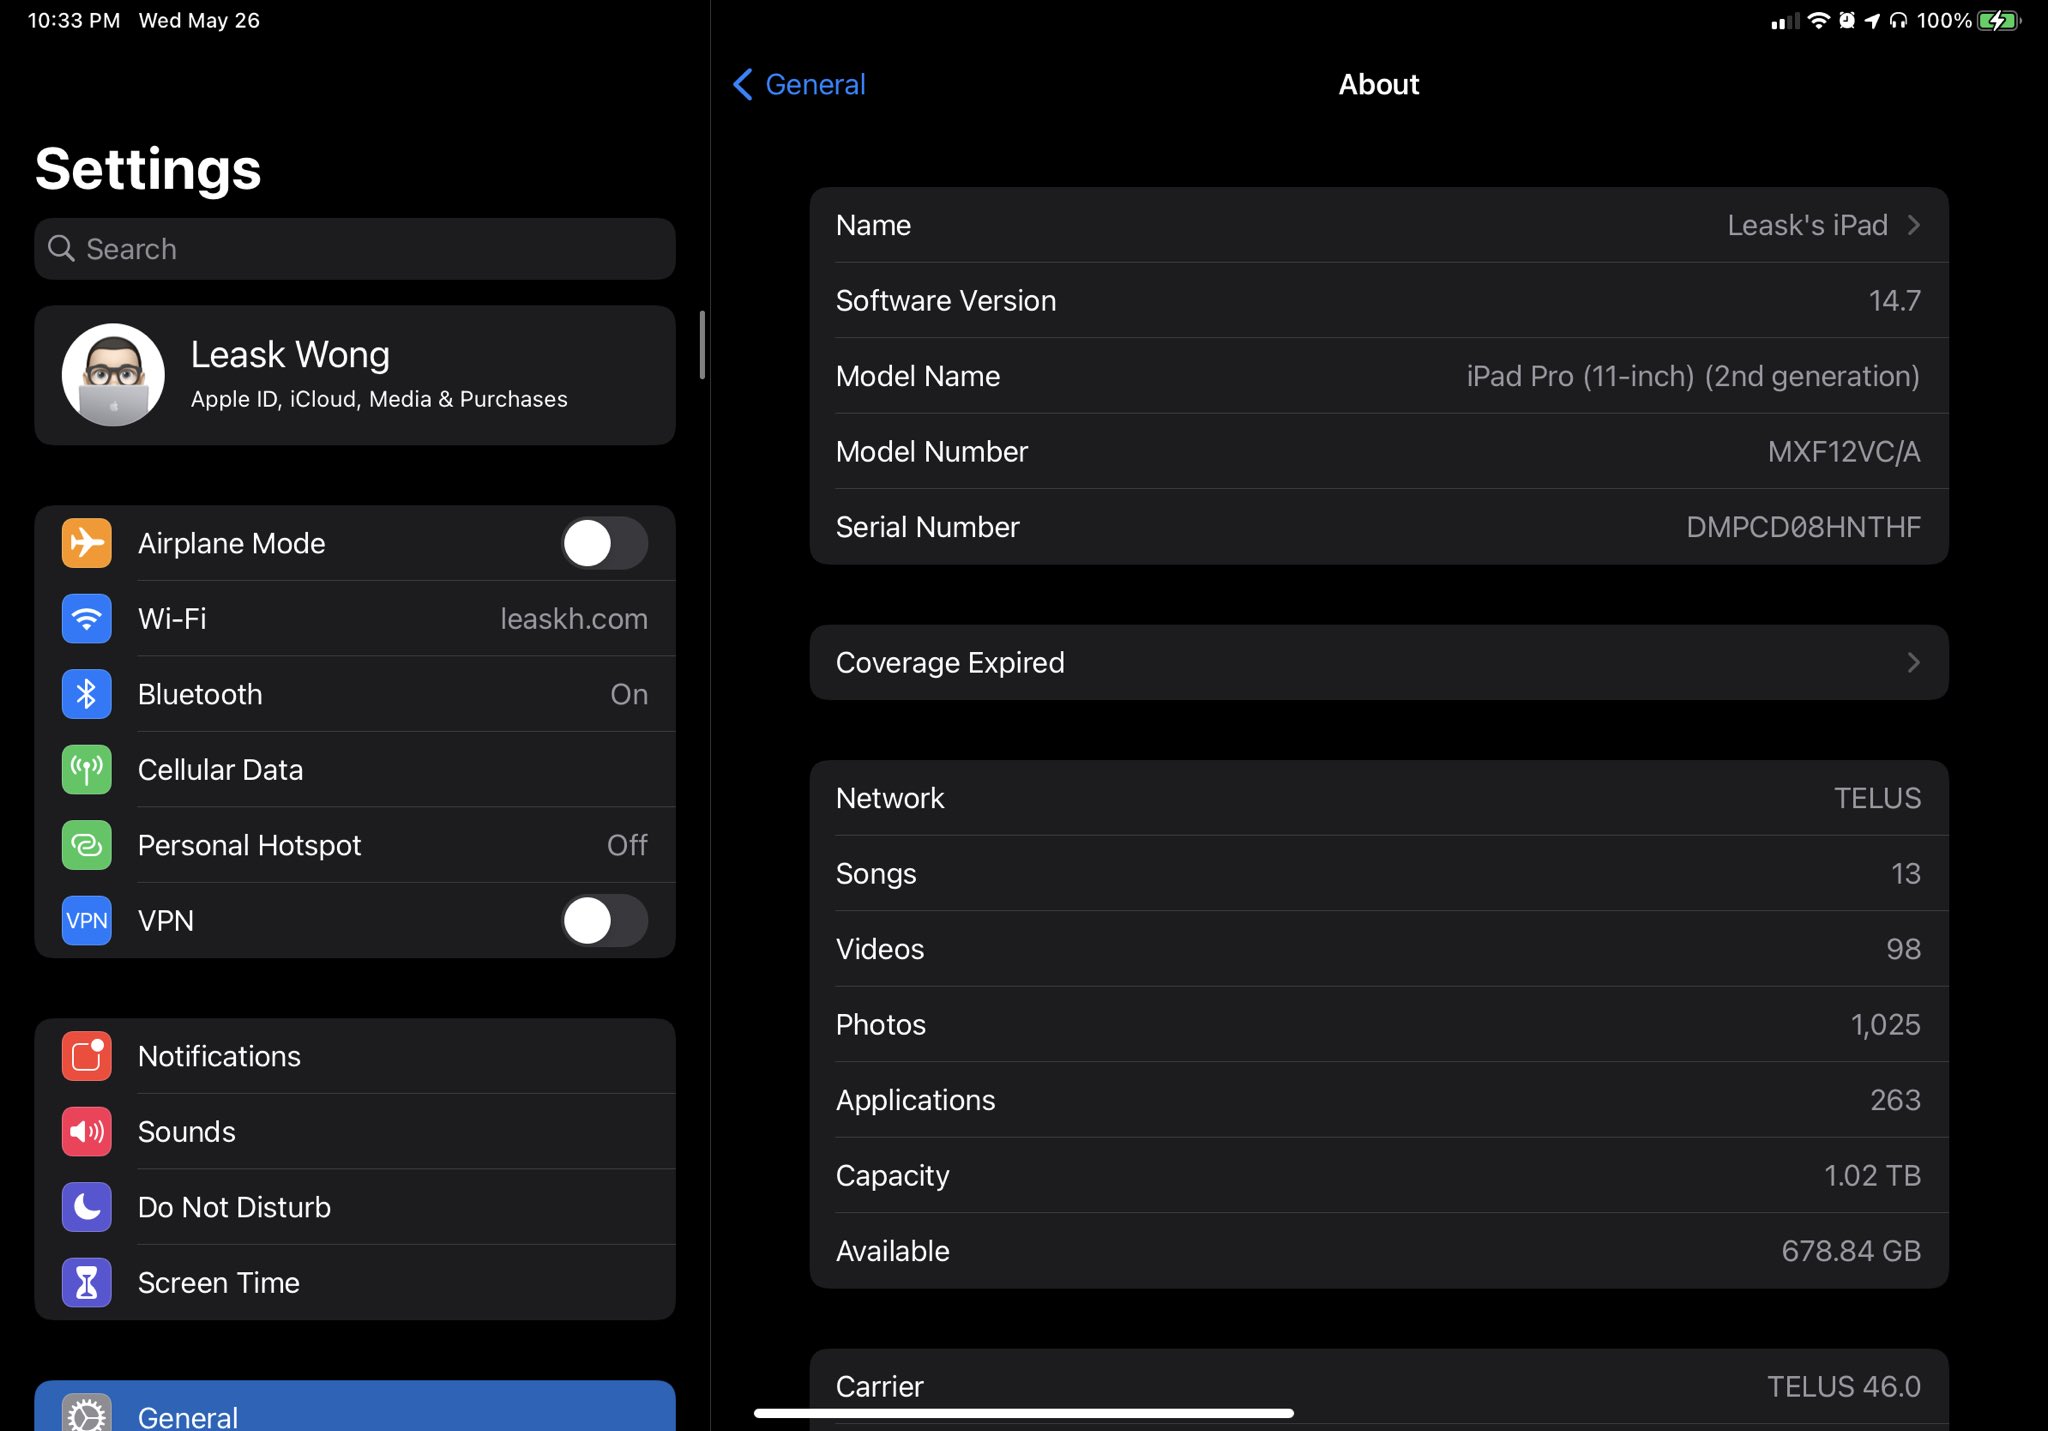 10:33 PM Wed May 26
100%
Settings
Search
Leask Wong
Apple ID, iCloud, Media & Purchases
Airplane Mode
Wi-Fi leaskh.com
Bluetooth On
Cellular Data
Personal Hotspot Off
VPN VPN
Notifications
Sounds
Do Not Disturb
Screen Time
General
General
About
Name Leask's iPad
Software Version 14.7
Model Name iPad Pro (11-inch) (2nd generation)
Model Number MXF12VC/A
Serial Number DMPCD08HNTHF
Coverage Expired
Network TELUS
Songs 13
Videos 98
Photos 1,025
Applications 263
Capacity 1.02 TB
Available 678.84 GB
Carrier TELUS 46.0